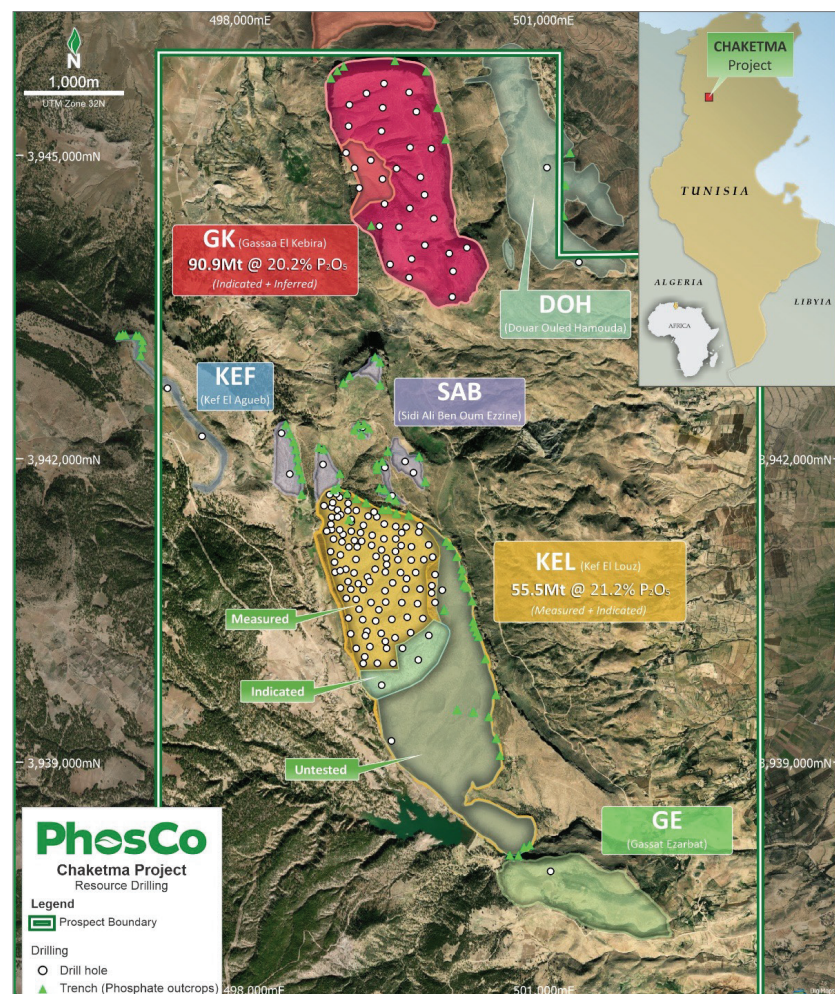 498,000mE
501,000mE
N
1,000m
UTM Zone 32N
CHAKETMA
Project
TUNISIA
ALGERIA
LIBYIA
AFRICA
3,945,000mN
GK (Gassaa El Kebira)
90.9Mt @ 20.2% P₂O₅
(Indicated + Inferred)
DOH
(Douar Ouled Hamouda)
KEF
(Kef El Agueb)
SAB
(Sidi Ali Ben Oum Ezzine)
3,942,000mN
3,942,000mN
KEL (Kef El Louz)
55.5Mt @ 21.2% P₂O₅
(Measured + Indicated)
Measured
Indicated
Untested
3,939,000mN
3,939,000mN
GE
(Gassat Ezarbat)
PhosCo
Chaketma Project
Resource Drilling
Legend
Prospect Boundary
Drilling
Drill hole
Trench (Phosphate outcrops)
498,000mE
501,000mE